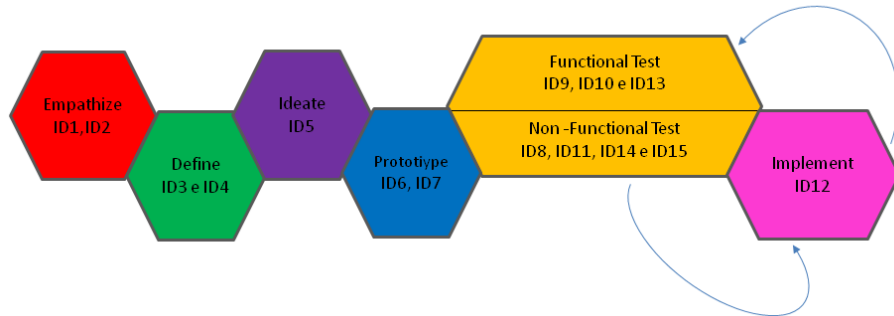 Empathize
ID1,ID2
Define
ID3 e ID4
Ideate
ID5
Prototiype
ID6, ID7
Functional Test
ID9, ID10 e ID13
Non -Functional Test
ID8, ID11, ID14 e ID15
Implement
ID12